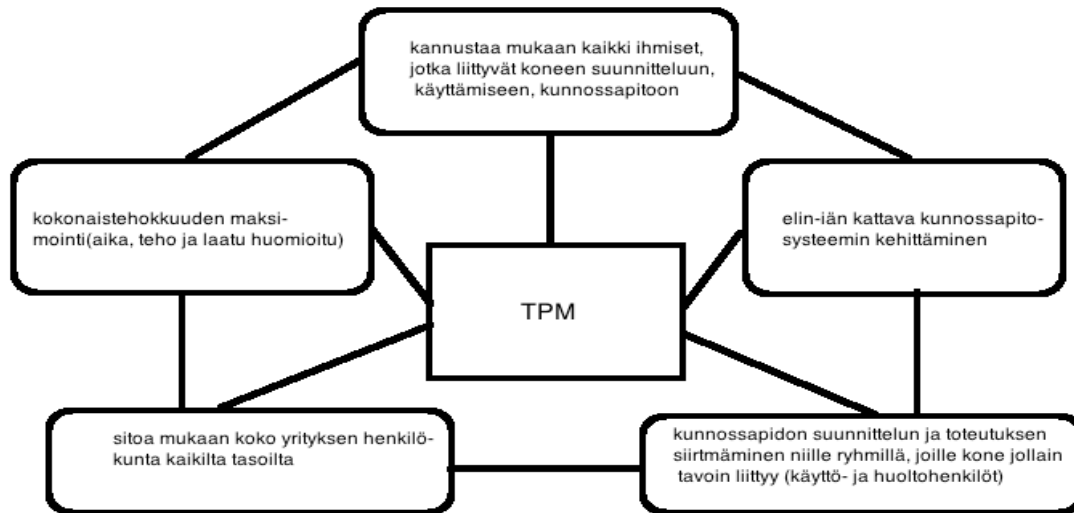 kannustaa mukaan kaikki ihmiset,
jotka liittyvät koneen suunnitteluun,
käyttämiseen, kunnossapitoon
kokonaistehokkuuden maksi-
mointi(aika, teho ja laatu huomioitu)
elin-iän kattava kunnossapito-
systeemin kehittäminen
TPM
sitoa mukaan koko yrityksen henkilö-
kunta kaikilta tasoilta
kunnossapidon suunnittelun ja toteutuksen
siirtmäminen niille ryhmillä, joille kone jollain
tavoin liittyy (käyttö- ja huoltohenkilöt)